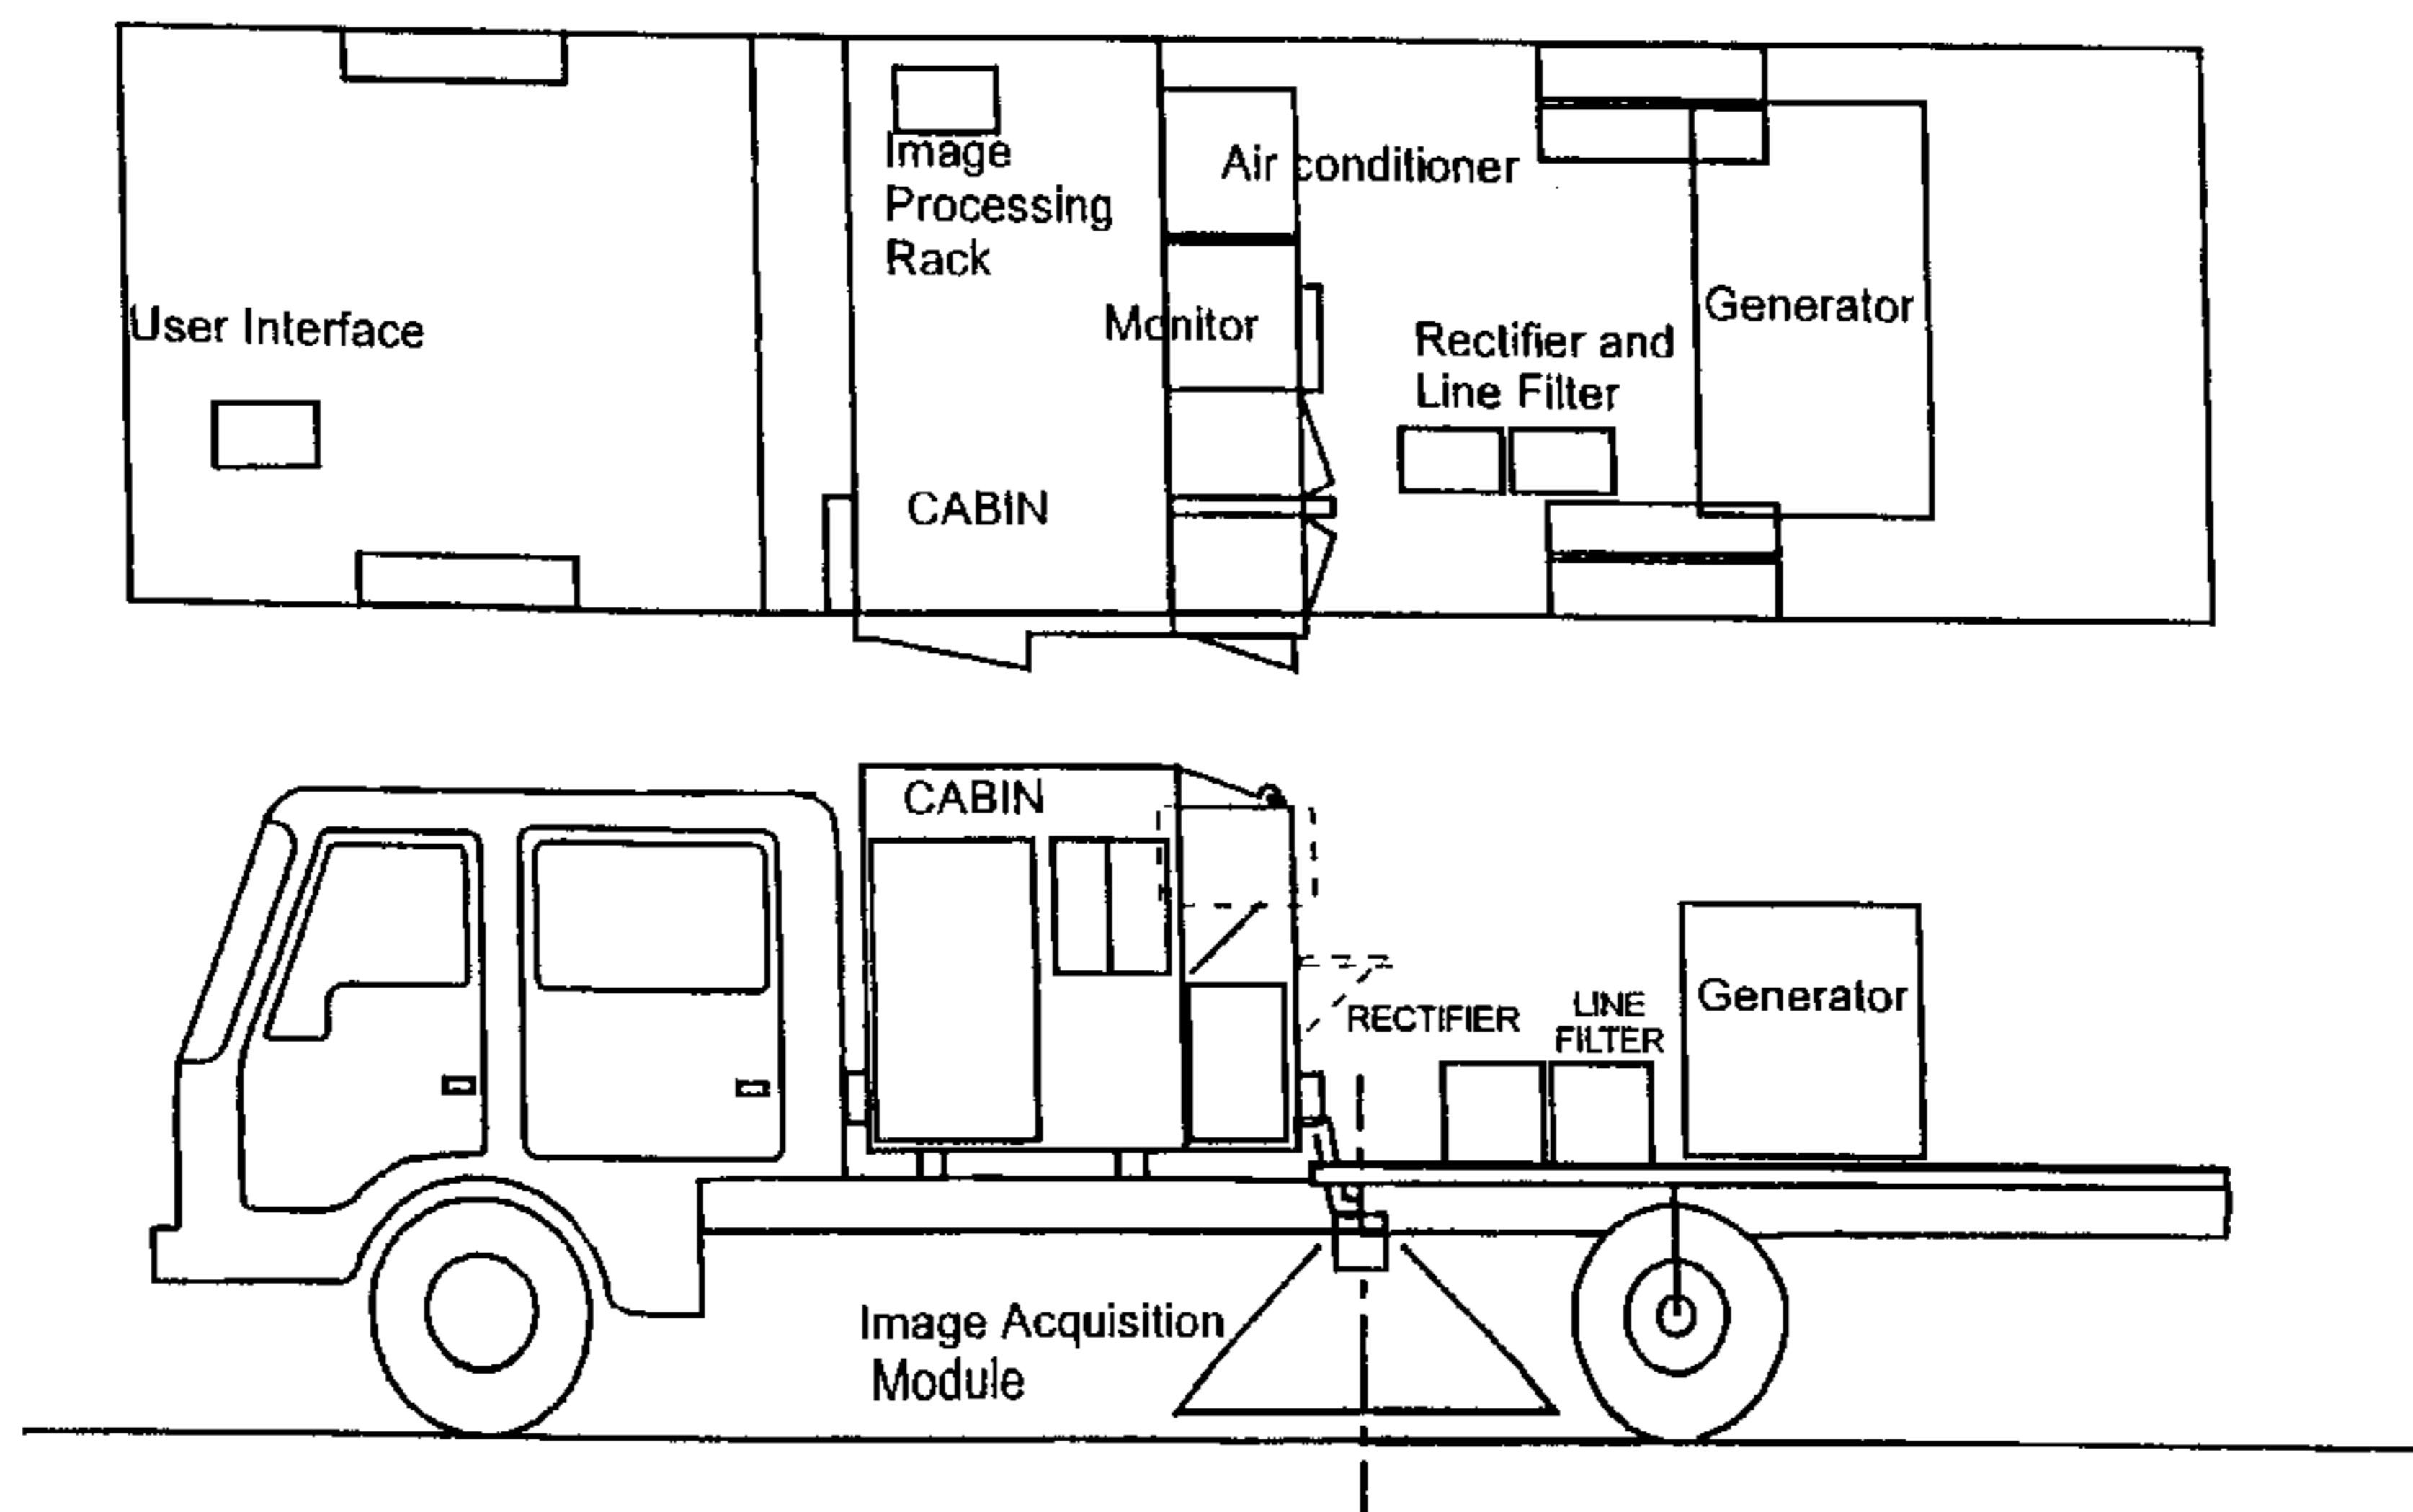 Image
Processing
Rack
Air conditioner
User Interface
Monitor
Rectifier and
Line Filter
Generator
CABIN
CABIN
RECTIFIER
LINE
FILTER
Generator
Image Acquisition
Module